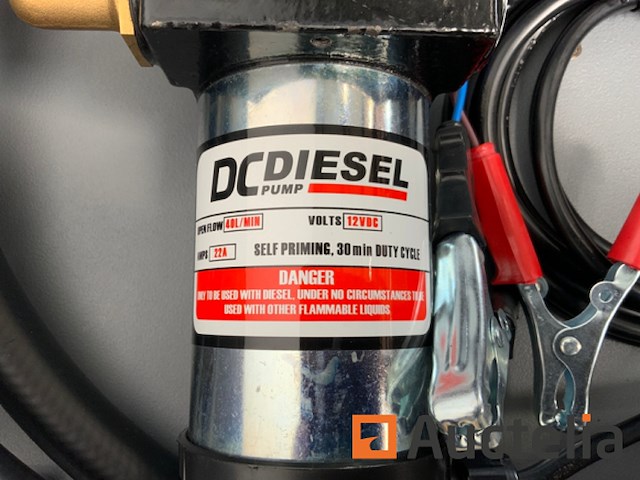 DC DIESEL
PUMP
OPEN FLOW 40L/MIN VOLTS 12VDC
AMPS 22A SELF PRIMING, 30min DUTY CYCLE
DANGER
ONLY TO BE USED WITH DIESEL. UNDER NO CIRCUMSTANCES TO BE
USED WITH OTHER FLAMMABLE LIQUIDS
Auctelia